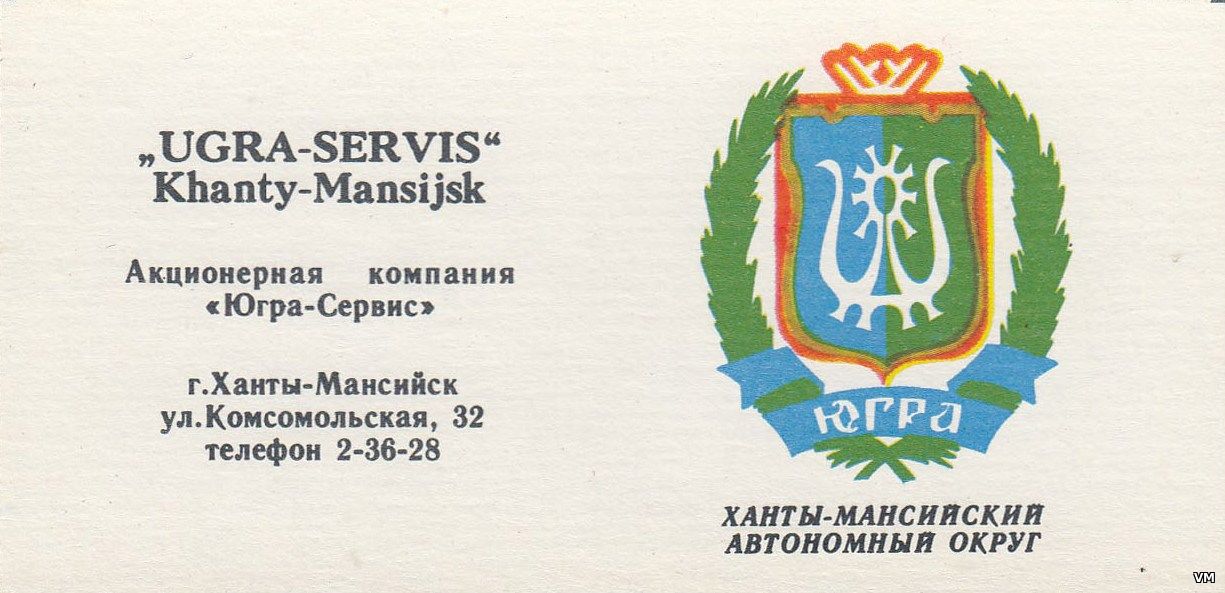 „UGRA-SERVIS“
Khanty-Mansijsk
Акционерная компания
«Югра-Сервис»
г.Ханты-Мансийск
ул.Комсомольская, 32
телефон 2-36-28
ЮГРА
ХАНТЫ-МАНСИЙСКИЙ
АВТОНОМНЫЙ ОКРУГ
VM